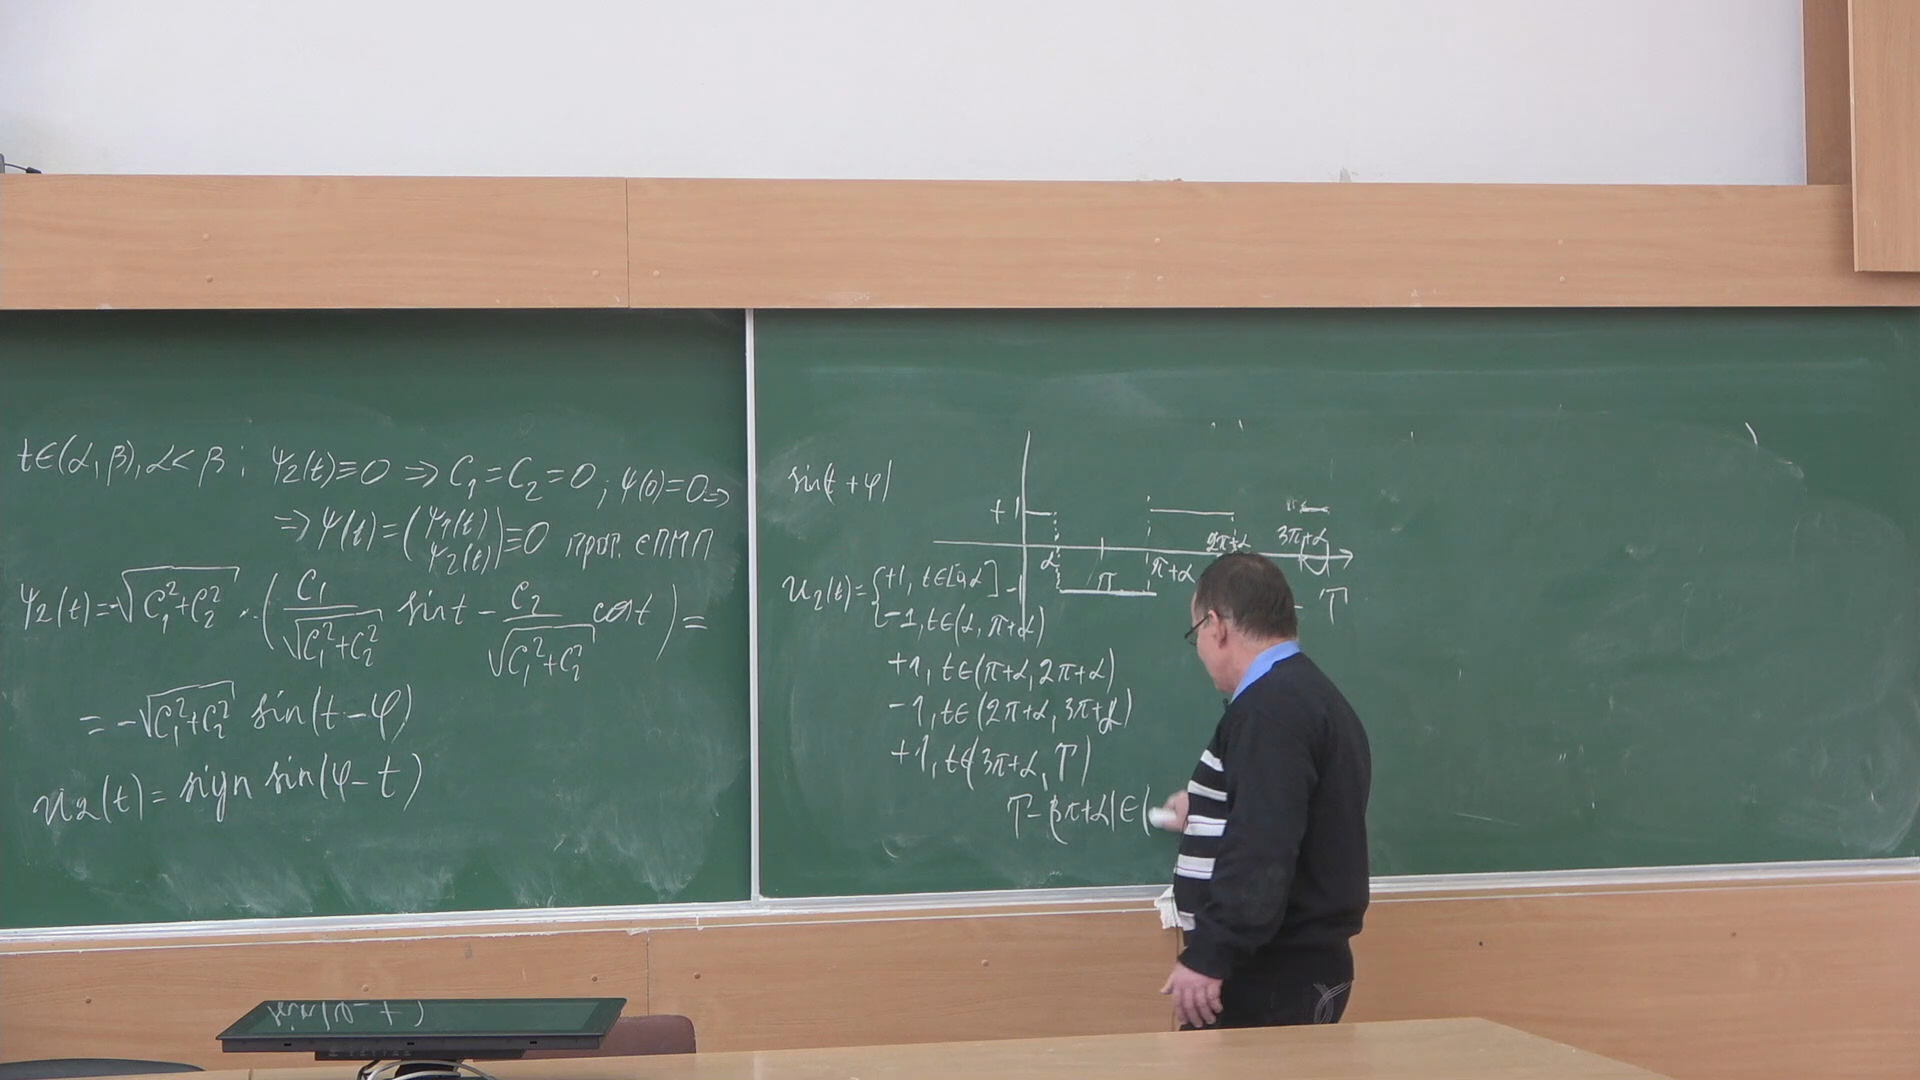 t∈(α, β), α<β ; ψ₂(t)≡0 ⇒ C₁=C₂=0 ; ψ(0)=0 ⇒
⇒ ψ(t)=(ψ₁(t) ψ₂(t))≡0 прот. с ПМП
ψ₂(t)=-√(C₁²+C₂²) · (C₁/√(C₁²+C₂²) sin t - C₂/√(C₁²+C₂²) cos t) =
= -√(C₁²+C₂²) sin(t-φ)
u₂(t) = sign sin(φ-t)
sin(t+φ)
+1
α π π+α 2π+α 3π+α
-1
T
u₂(t)={+1, t∈[0,α]
-1, t∈(α, π+α)
+1, t∈(π+α, 2π+α)
-1, t∈(2π+α, 3π+α)
+1, t∈(3π+α, T)
T-(3π+α)∈(